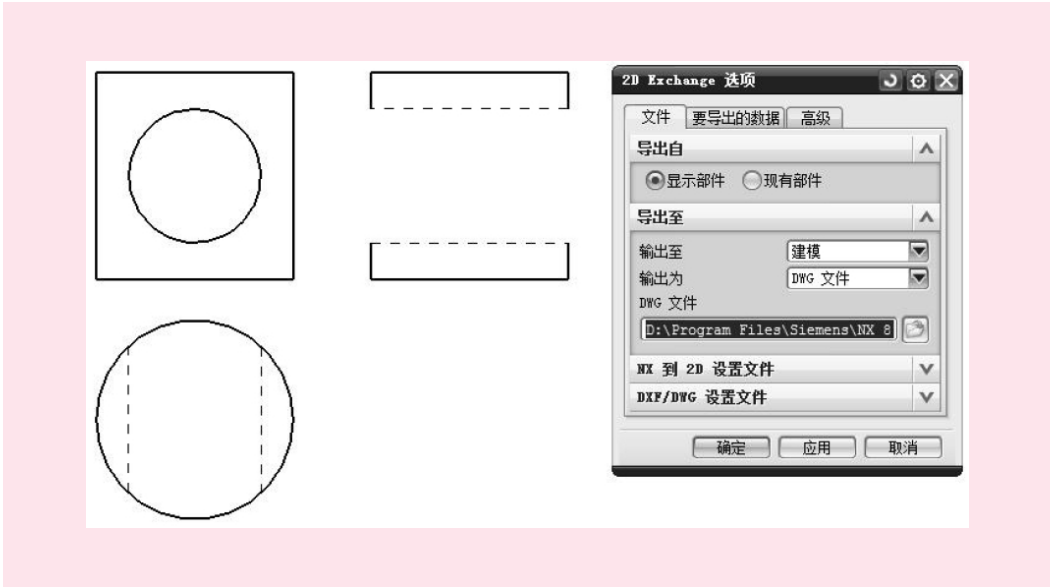 2D Exchange 选项
文件 要导出的数据 高级
导出自
显示部件 现有部件
导出至
输出至 建模
输出为 DWG 文件
DWG 文件
D:\Program Files\Siemens\NX 8
NX 到 2D 设置文件
DXF/DWG 设置文件
确定 应用 取消